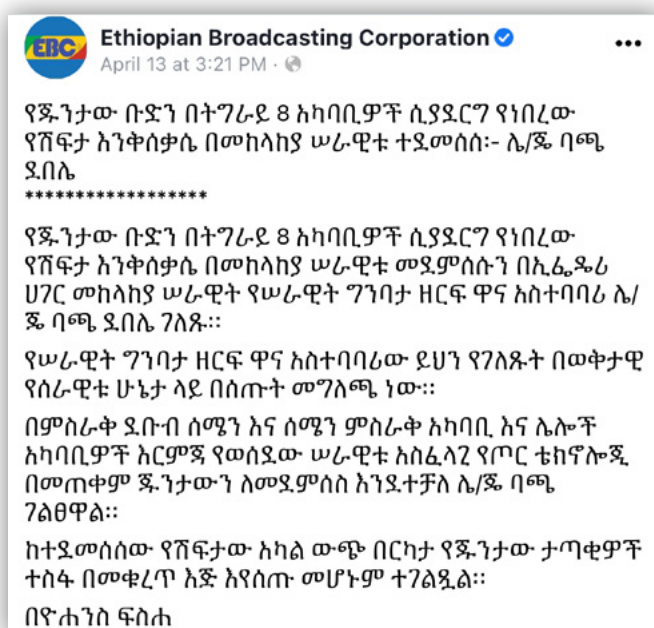 EBC
Ethiopian Broadcasting Corporation
April 13 at 3:21 PM ·
የጁንታው ቡድን በትግራይ 8 አካባቢዎች ሲያደርግ የነበረው
የሽፍታ እንቅስቃሴ በመከላከያ ሠራዊቱ ተደመሰሰ፡- ሌ/ጄ ባጫ
ደበሌ
******************
የጁንታው ቡድን በትግራይ 8 አካባቢዎች ሲያደርግ የነበረው
የሽፍታ እንቅስቃሴ በመከላከያ ሠራዊቱ መደምሰሱን በኢፌዴሪ
ሀገር መከላከያ ሠራዊት የሠራዊት ግንባታ ዘርፍ ዋና አስተባባሪ ሌ/
ጄ ባጫ ደበሌ ገለጹ፡፡
የሠራዊት ግንባታ ዘርፍ ዋና አስተባባሪው ይህን የገለጹት በወቅታዊ
የሰራዊቱ ሁኔታ ላይ በሰጡት መግለጫ ነው፡፡
በምስራቅ ደቡብ ሰሜን እና ሰሜን ምስራቅ አካባቢ እና ሌሎች
አካባቢዎች እርምጃ የወሰደው ሠራዊቱ አስፈላጊ የጦር ቴክኖሎጂ
በመጠቀም ጁንታውን ለመደምሰስ እንደተቻለ ሌ/ጄ ባጫ
ገልፀዋል፡፡
ከተደመሰሰው የሽፍታው አካል ውጭ በርካታ የጁንታው ታጣቂዎች
ተስፋ በመቁረጥ እጅ እየሰጡ መሆኑም ተገልጿል፡፡
በዮሐንስ ፍስሐ